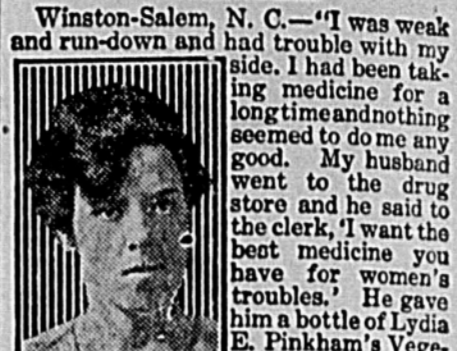 Winston-Salem, N. C.—"I was weak
and run-down and had trouble with my
side. I had been tak-
ing medicine for a
long time and nothing
seemed to do me any
good. My husband
went to the drug
store and he said to
the clerk, 'I want the
best medicine you
have for women's
troubles.' He gave
him a bottle of Lydia
E. Pinkham's Vege-